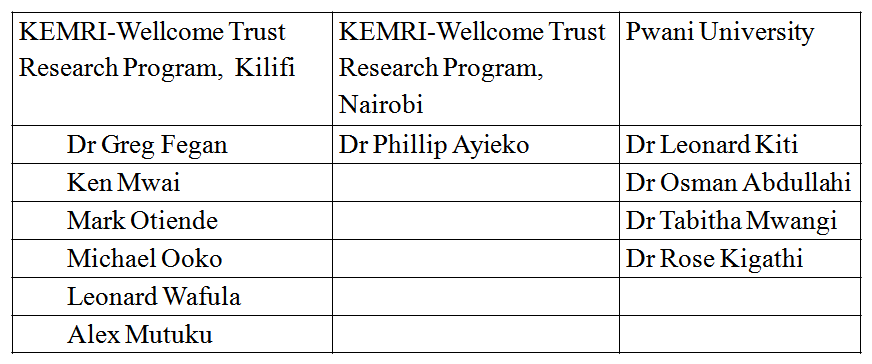 KEMRI-Wellcome Trust
Research Program, Kilifi
KEMRI-Wellcome Trust
Research Program,
Nairobi
Pwani University
Dr Greg Fegan
Dr Phillip Ayieko
Dr Leonard Kiti
Ken Mwai
Dr Osman Abdullahi
Mark Otiende
Dr Tabitha Mwangi
Michael Ooko
Dr Rose Kigathi
Leonard Wafula
Alex Mutuku